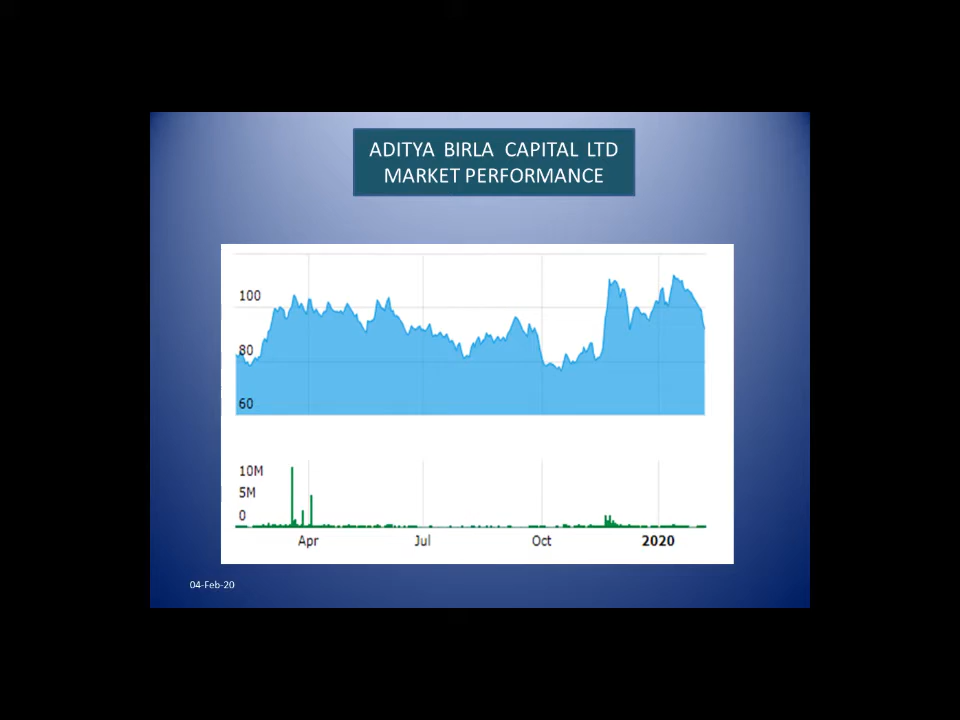 ADITYA BIRLA CAPITAL LTD
MARKET PERFORMANCE
100
80
60
10M
5M
0
Apr Jul Oct 2020
04-Feb-20